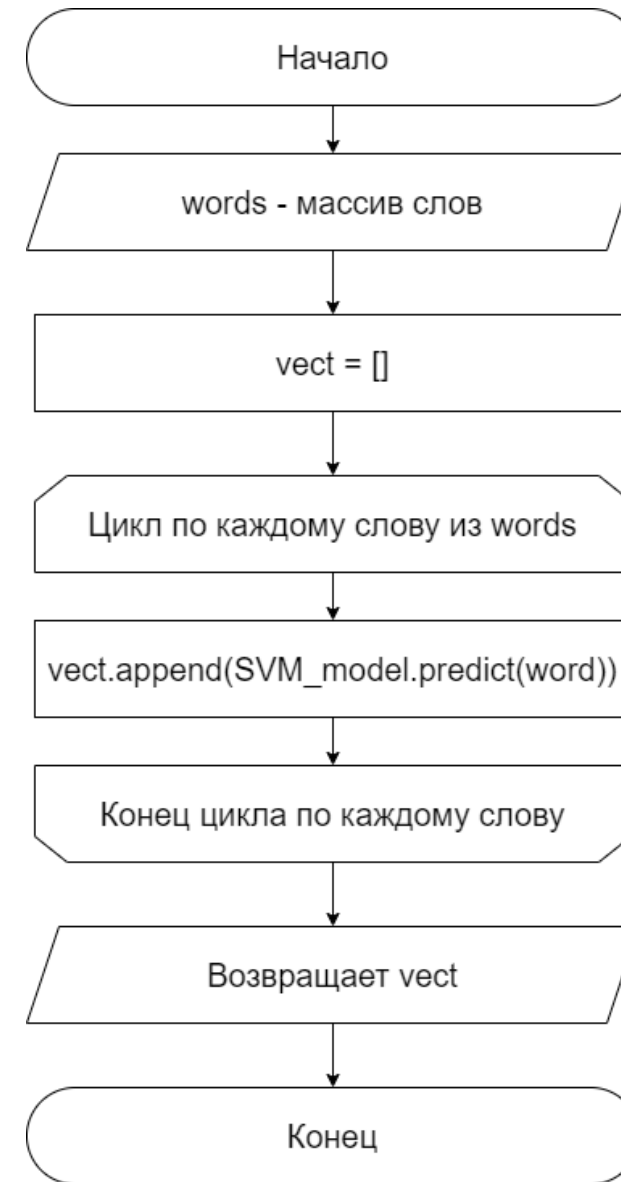 Начало
words - массив слов
vect = []
Цикл по каждому слову из words
vect.append(SVM_model.predict(word))
Конец цикла по каждому слову
Возвращает vect
Конец